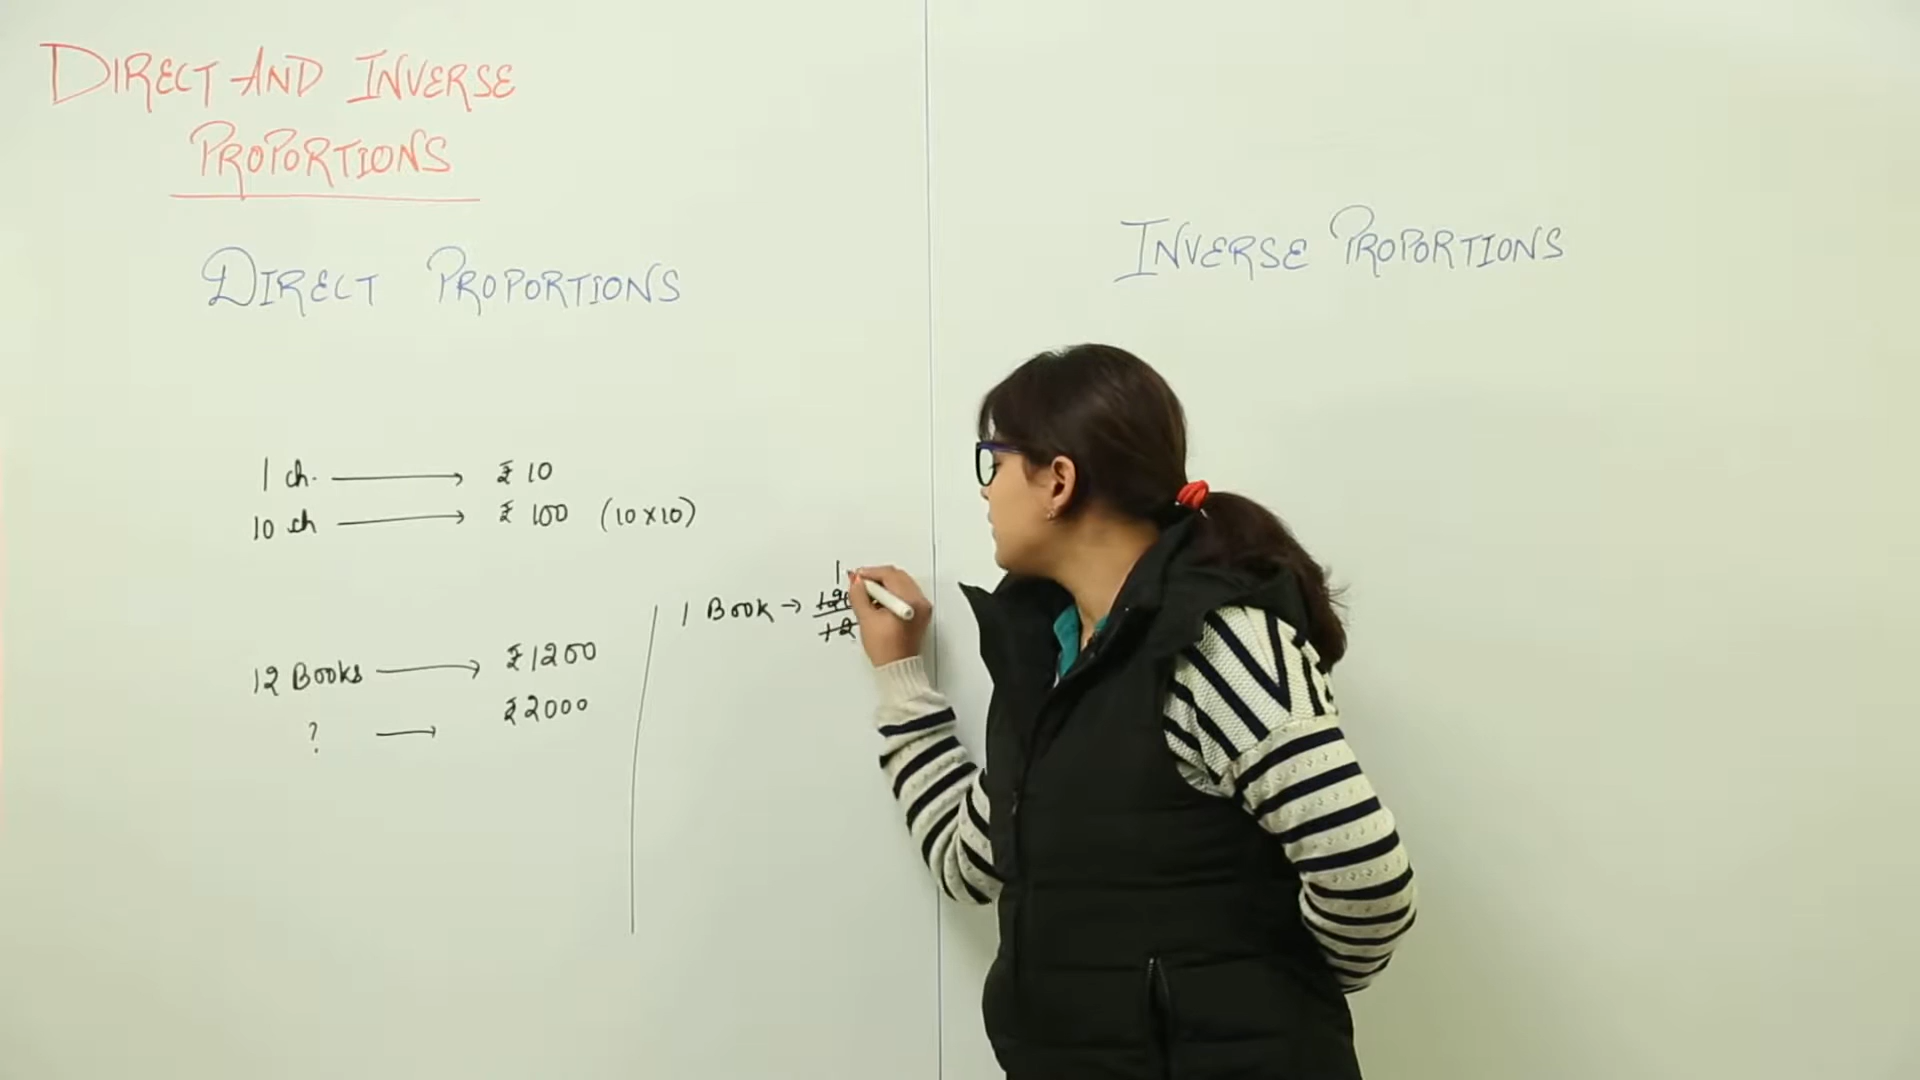 DIRECT AND INVERSE
PROPORTIONS
DIRECT PROPORTIONS
1 ch. → ₹ 10
10 ch → ₹ 100 (10×10)
12 Books → ₹1200
? → ₹2000
1 Book →
12
INVERSE PROPORTIONS